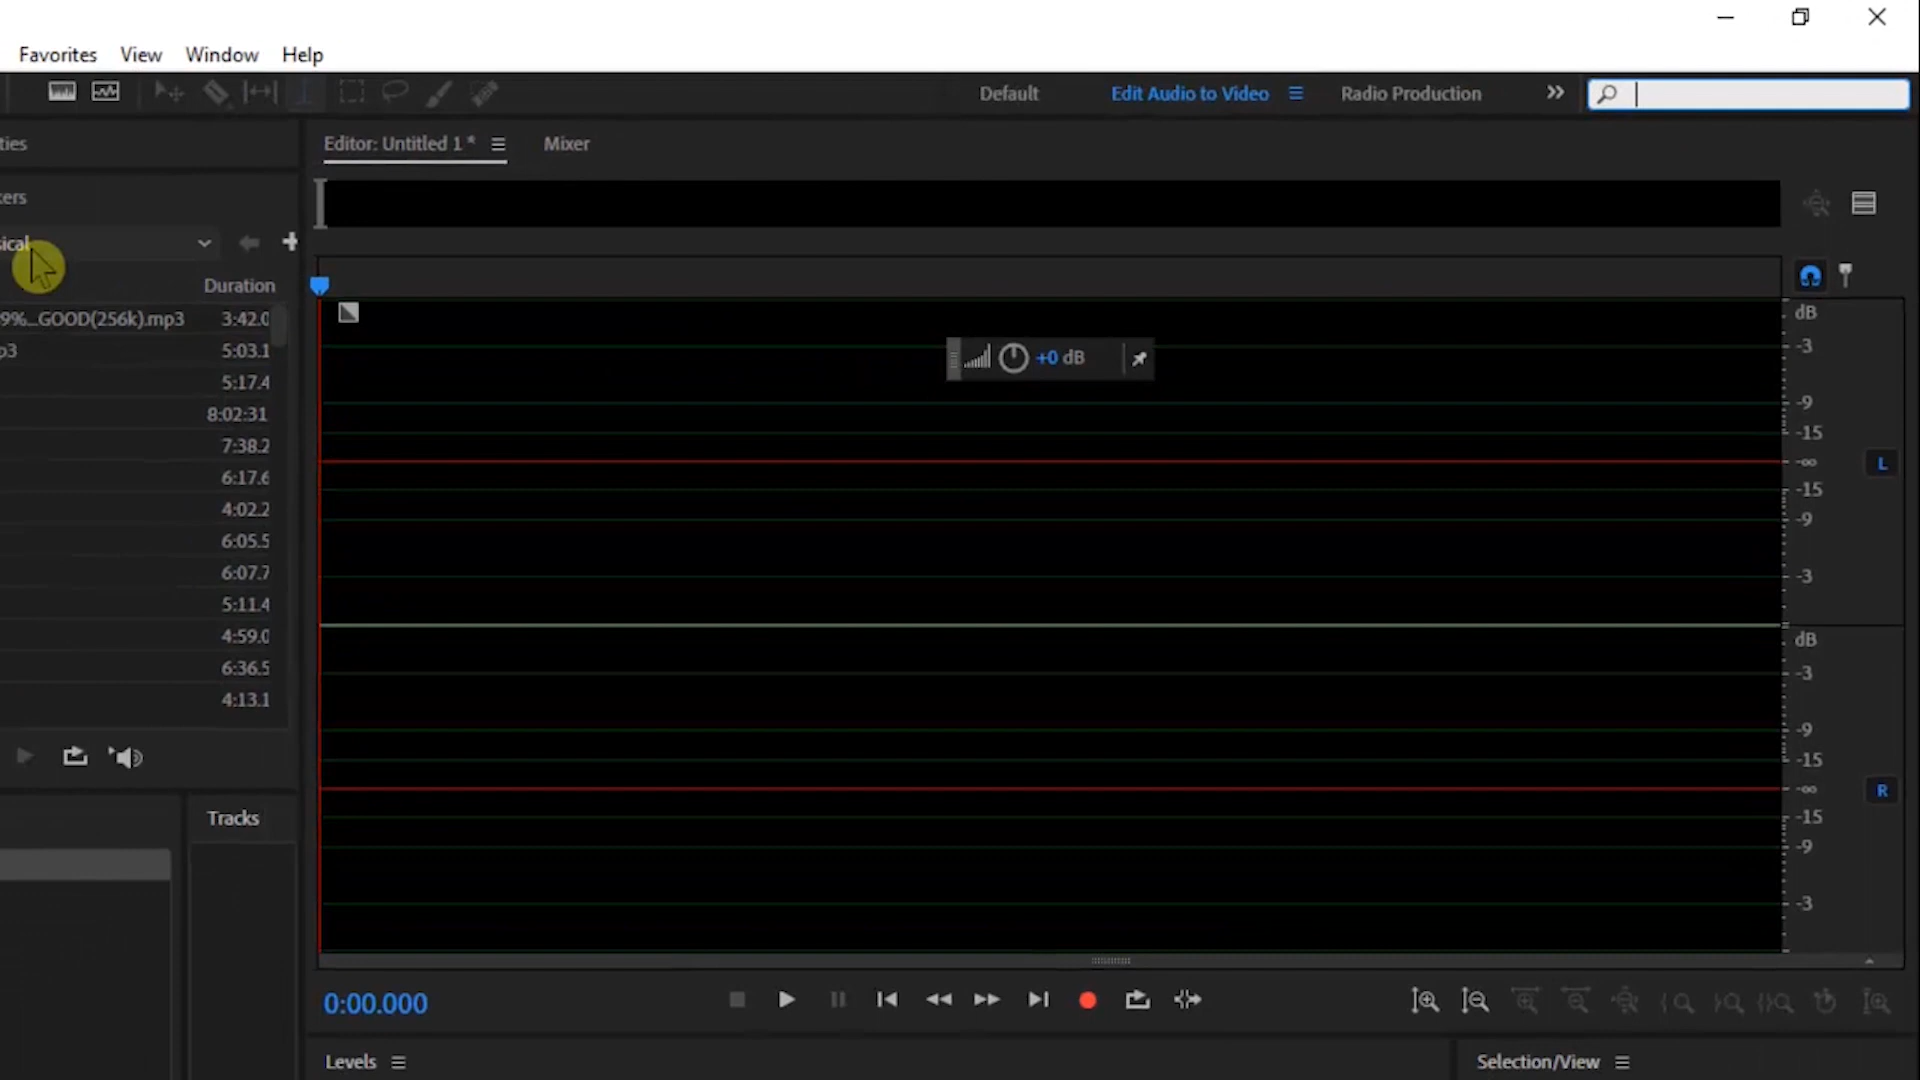 Favorites View Window Help
Default Edit Audio to Video Radio Production
ties
Editor: Untitled 1 * Mixer
kers
sical
Duration
9%...GOOD(256k).mp3 3:42.0
p3 5:03.1
5:17.4
8:02:31
7:38.2
6:17.6
4:02.2
6:05.5
6:07.7
5:11.4
4:59.0
6:36.5
4:13.1
+0 dB
dB
-3
-9
-15
-∞
-15
-9
-3
L
dB
-3
-9
-15
-∞
-15
-9
-3
R
Tracks
0:00.000
Levels
Selection/View